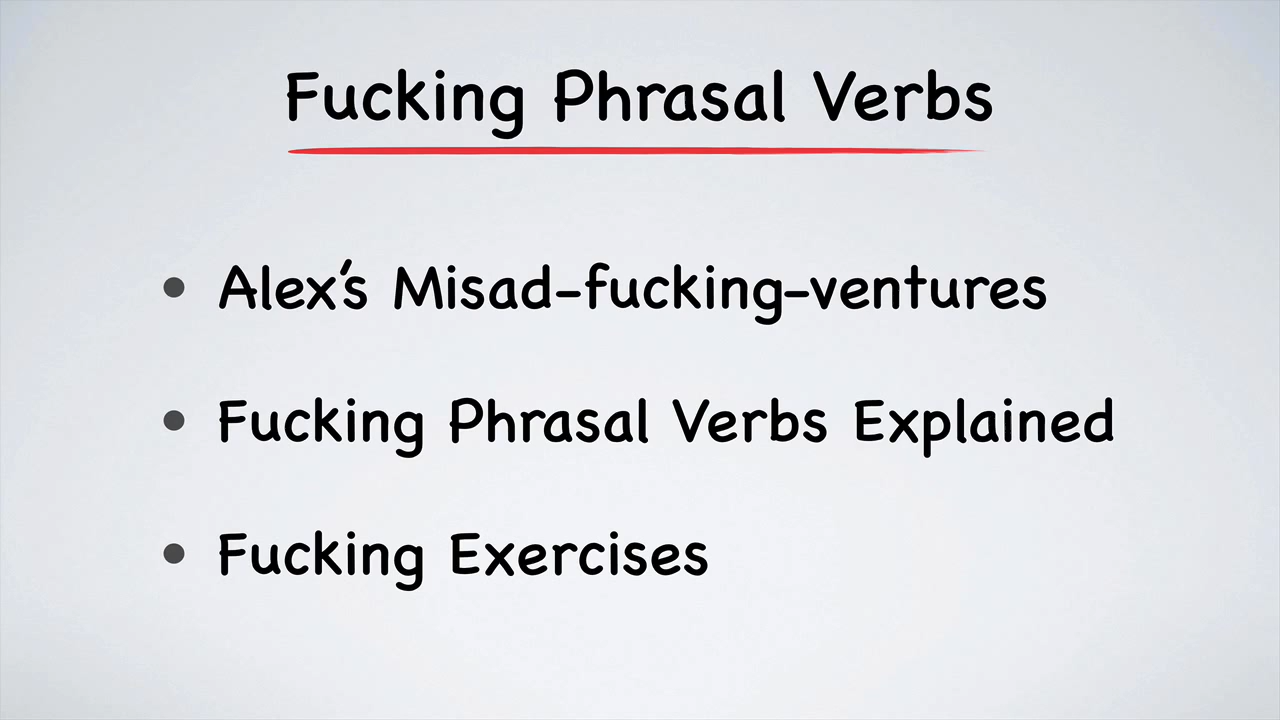 Fucking Phrasal Verbs
• Alex's Misad-fucking-ventures
• Fucking Phrasal Verbs Explained
• Fucking Exercises